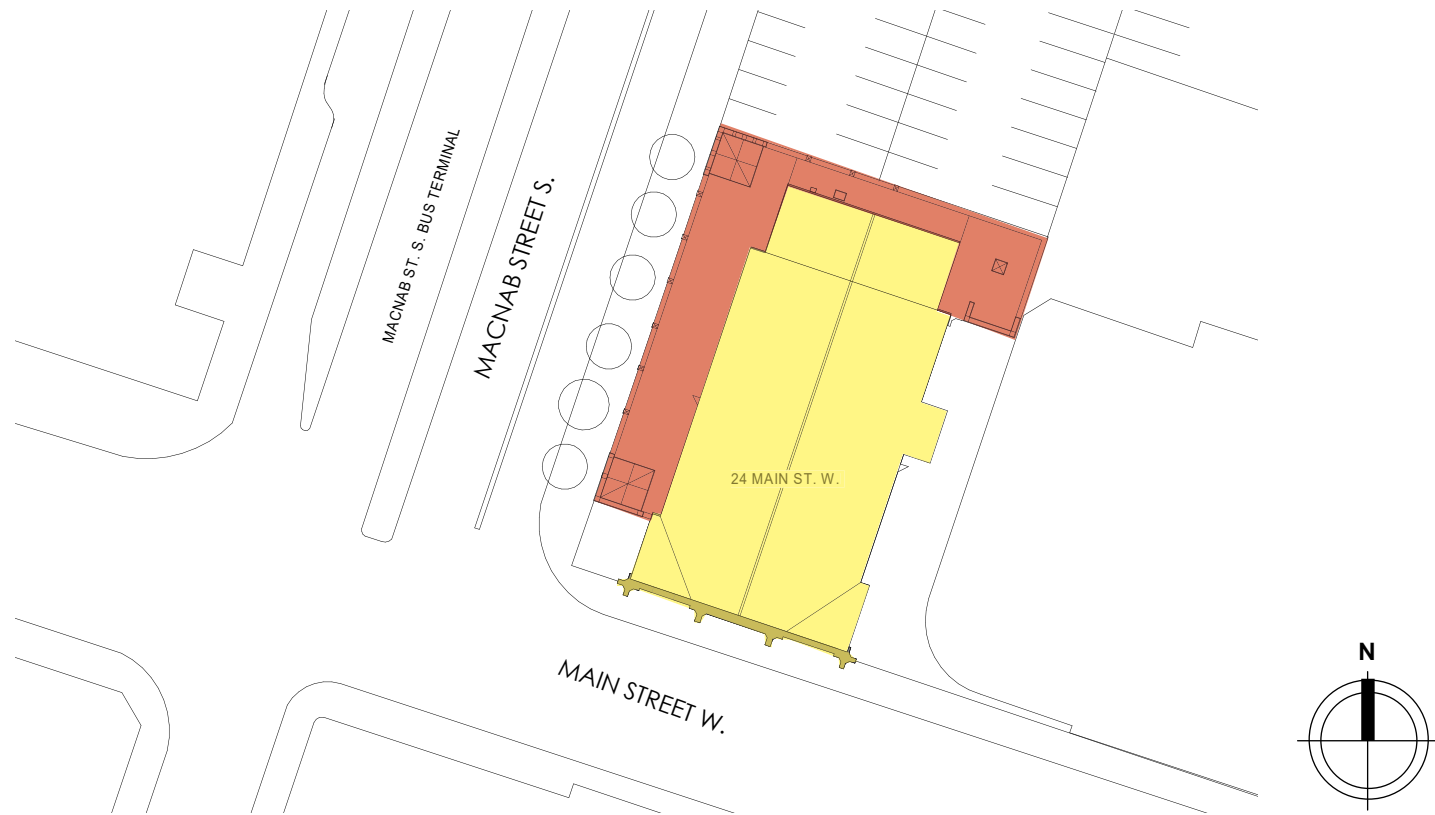 MACNAB ST. S. BUS TERMINAL
MACNAB STREET S.
24 MAIN ST. W.
MAIN STREET W.
N